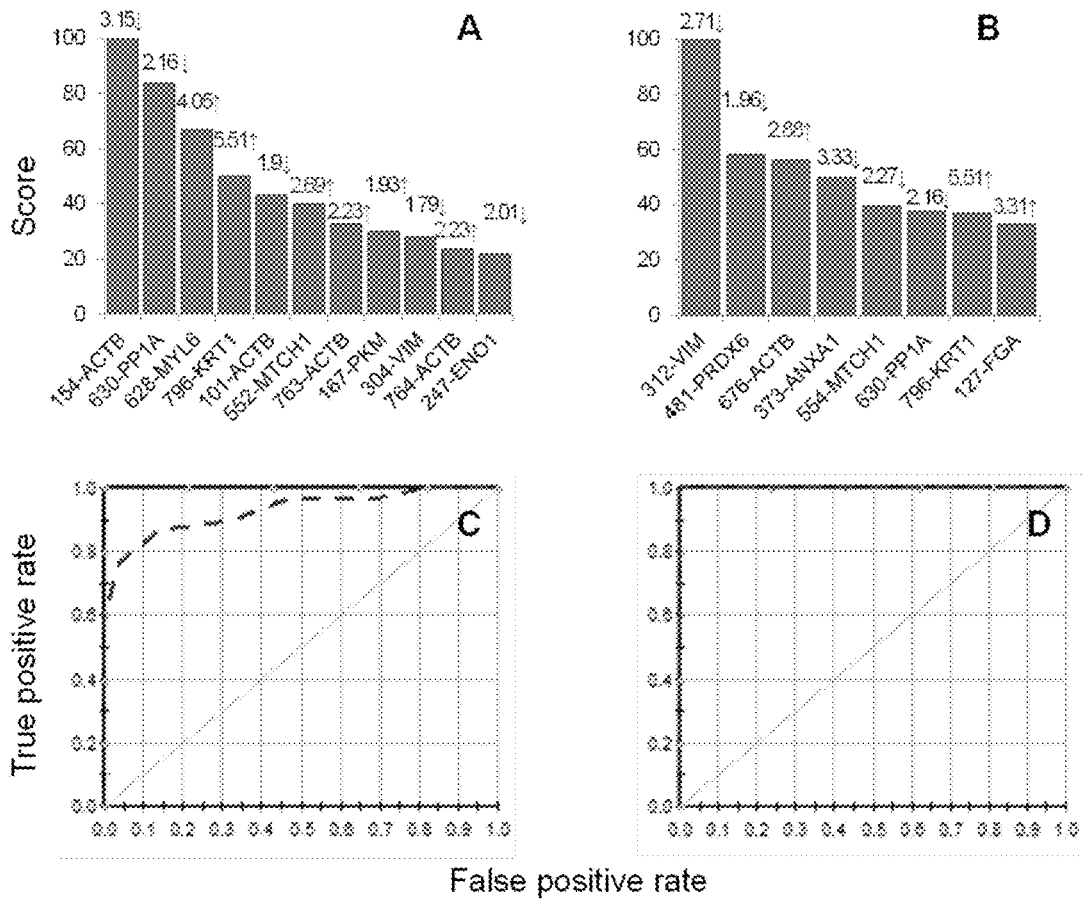 A
3.15↓
2.16↓
4.06↑
5.51↑
1.9↓
2.69↑
2.23↑
1.93↑
1.79↓
2.23↑
2.01↓
Score
100
80
60
40
20
0
154-ACTB
630-PP1A
628-MYL6
796-KRT1
101-ACTB
552-MTCH1
763-ACTB
167-PKM
304-VIM
764-ACTB
247-ENO1
B
2.71↓
1.96↓
2.88↑
3.33↓
2.27↓
2.16↓
5.51↑
3.31↑
100
80
60
40
20
0
312-VIM
481-PRDX6
676-ACTB
373-ANXA1
554-MTCH1
630-PP1A
796-KRT1
127-FGA
C
True positive rate
1.0
0.8
0.6
0.4
0.2
0.0
0.0 0.1 0.2 0.3 0.4 0.5 0.6 0.7 0.8 0.9 1.0
D
1.0
0.8
0.6
0.4
0.2
0.0
0.0 0.1 0.2 0.3 0.4 0.5 0.6 0.7 0.8 0.9 1.0
False positive rate